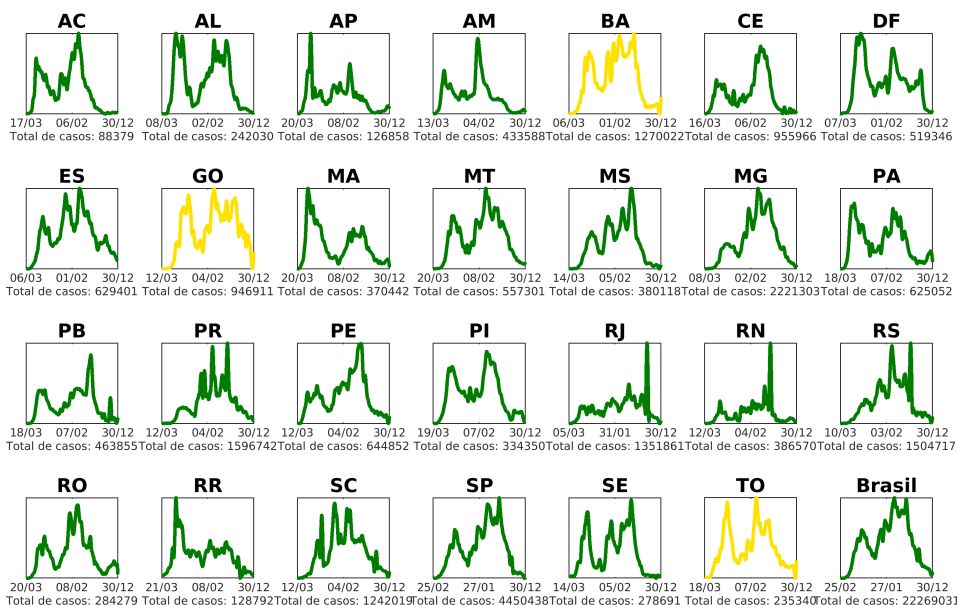 AC AL AP AM BA CE DF
17/03 06/02 30/12 08/03 02/02 30/12 20/03 08/02 30/12 13/03 04/02 30/12 06/03 01/02 30/12 16/03 06/02 30/12 07/03 01/02 30/12
Total de casos: 88379 Total de casos: 242030 Total de casos: 126858 Total de casos: 433588 Total de casos: 1270022 Total de casos: 955966 Total de casos: 519346
ES GO MA MT MS MG PA
06/03 01/02 30/12 12/03 04/02 30/12 20/03 08/02 30/12 20/03 08/02 30/12 14/03 05/02 30/12 08/03 02/02 30/12 18/03 07/02 30/12
Total de casos: 629401 Total de casos: 946911 Total de casos: 370442 Total de casos: 557301 Total de casos: 380118 Total de casos: 2221303 Total de casos: 625052
PB PR PE PI RJ RN RS
18/03 07/02 30/12 12/03 04/02 30/12 12/03 04/02 30/12 19/03 07/02 30/12 05/03 31/01 30/12 12/03 04/02 30/12 10/03 03/02 30/12
Total de casos: 463855 Total de casos: 1596742 Total de casos: 644852 Total de casos: 334350 Total de casos: 1351861 Total de casos: 386570 Total de casos: 1504717
RO RR SC SP SE TO Brasil
20/03 08/02 30/12 21/03 08/02 30/12 12/03 04/02 30/12 25/02 27/01 30/12 14/03 05/02 30/12 18/03 07/02 30/12 25/02 27/01 30/12
Total de casos: 284279 Total de casos: 128792 Total de casos: 1242019 Total de casos: 4450438 Total de casos: 278691 Total de casos: 235340 Total de casos: 22269031